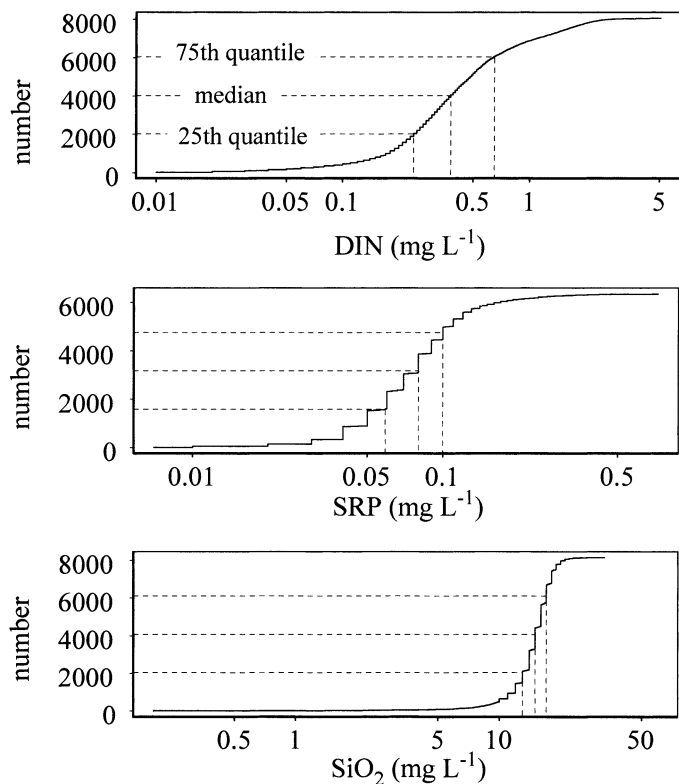 number
8000
6000
4000
2000
0
75th quantile
median
25th quantile
0.01 0.05 0.1 0.5 1 5
DIN (mg L⁻¹)
number
6000
4000
2000
0
0.01 0.05 0.1 0.5
SRP (mg L⁻¹)
number
8000
6000
4000
2000
0
0.5 1 5 10 50
SiO₂ (mg L⁻¹)